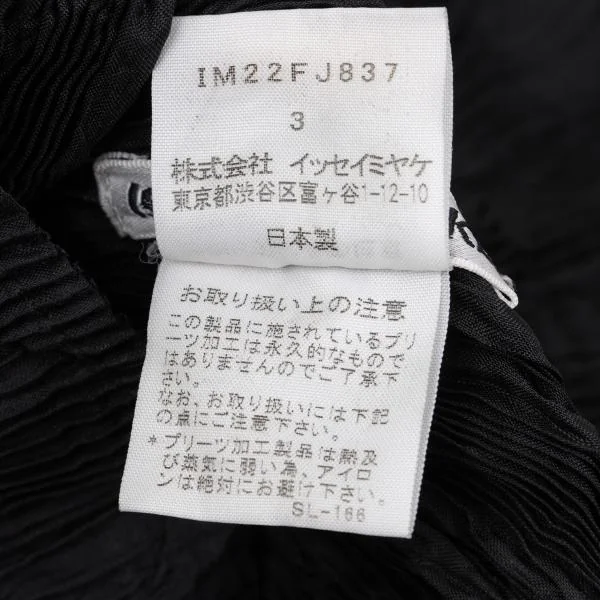 IM22FJ837
3
株式会社 イッセイミヤケ
東京都渋谷区富ヶ谷1-12-10
日本製
お取り扱い上の注意
この製品に施されているプリ
ーツ加工は永久的なもので
はありませんのでご了承下
さい。
なお、お取り扱いには下記
の点にご注意下さい。
*プリーツ加工製品は熱及
び蒸気に弱い為、アイロ
ンは絶対にお避け下さい。
SL-166